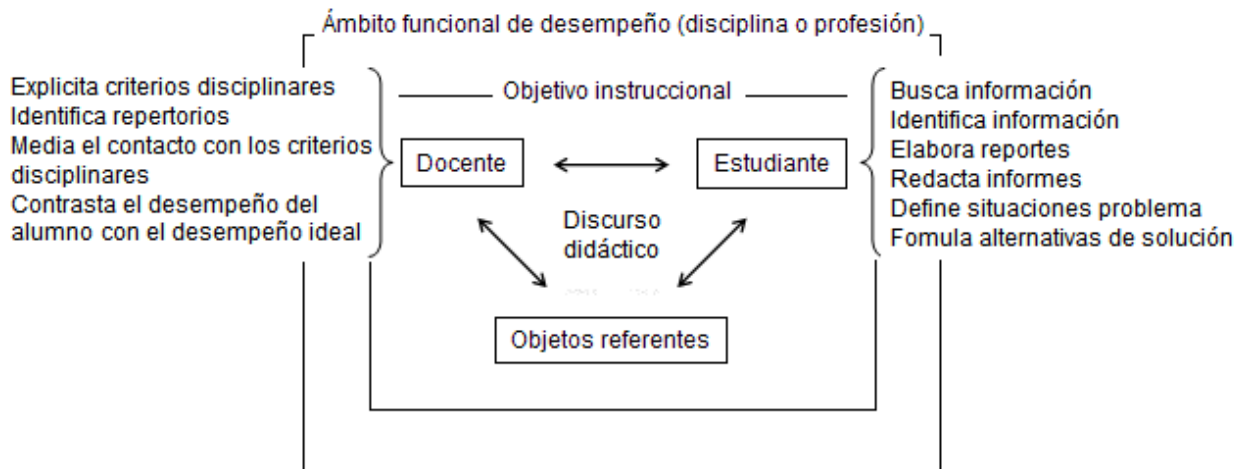 Ámbito funcional de desempeño (disciplina o profesión)
Explicita criterios disciplinares
Identifica repertorios
Media el contacto con los criterios
disciplinares
Contrasta el desempeño del
alumno con el desempeño ideal
Objetivo instruccional
Docente
Estudiante
Discurso
didáctico
Objetos referentes
Busca información
Identifica información
Elabora reportes
Redacta informes
Define situaciones problema
Fomula alternativas de solución